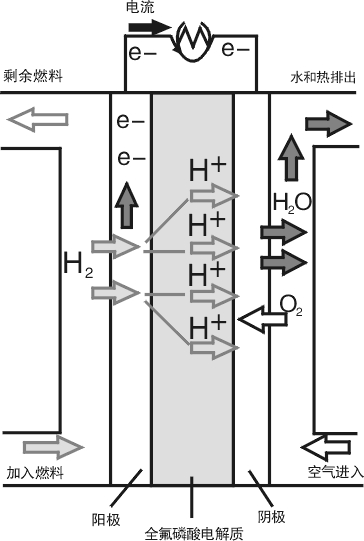 电流
e−
e−
剩余燃料
水和热排出
e−
e−
H+
H+
H₂O
H₂
H+
O₂
H+
加入燃料
空气进入
阳极
全氟磷酸电解质
阴极